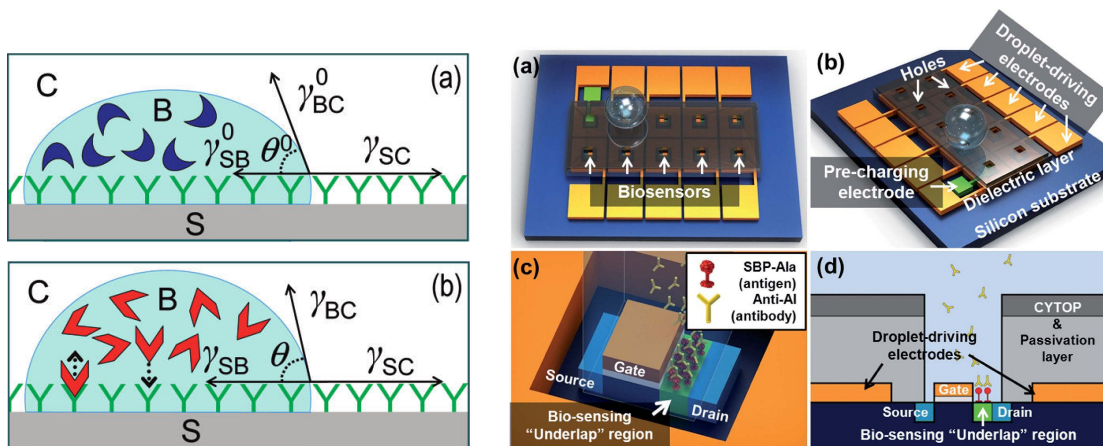 (a)
C
B
γ⁰BC
γ⁰SB
θ⁰
γSC
S
(b)
C
B
γBC
γSB
θ
γSC
S
(a)
Biosensors
(b)
Holes
Droplet-driving
electrodes
Pre-charging
electrode
Dielectric layer
Silicon substrate
(c)
SBP-Ala
(antigen)
Anti-AI
(antibody)
Gate
Source
Drain
Bio-sensing
"Underlap" region
(d)
CYTOP
&
Passivation
layer
Droplet-driving
electrodes
Gate
Source
Drain
Bio-sensing "Underlap" region